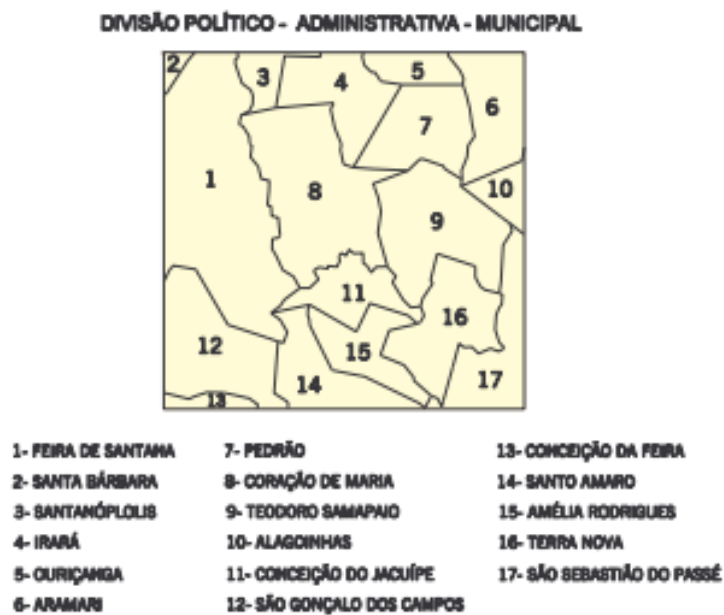 DIVISÃO POLÍTICO - ADMINISTRATIVA - MUNICIPAL
2
3
4
5
6
7
1
8
10
9
11
16
12
15
14
17
13
1- FEIRA DE SANTANA
2- SANTA BÁRBARA
3- SANTANÓPLOLIS
4- IRARÁ
5- OURIÇANGA
6- ARAMARI
7- PEDRÃO
8- CORAÇÃO DE MARIA
9- TEODORO SAMAPAIO
10- ALAGOINHAS
11- CONCEIÇÃO DO JACUÍPE
12- SÃO GONÇALO DOS CAMPOS
13- CONCEIÇÃO DA FEIRA
14- SANTO AMARO
15- AMÉLIA RODRIGUES
16- TERRA NOVA
17- SÃO SEBASTIÃO DO PASSÉ